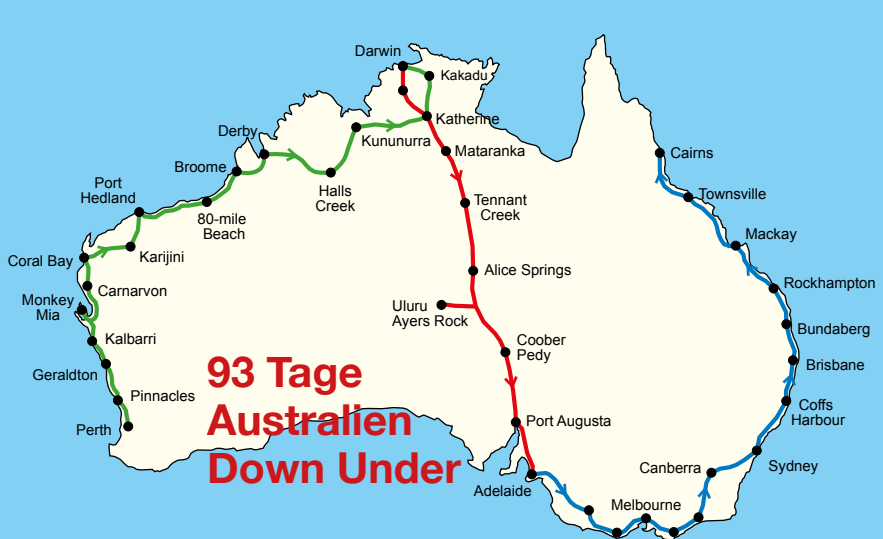 Darwin
Kakadu
Katherine
Kununurra
Derby
Mataranka
Broome
Cairns
Halls
Creek
Port
Hedland
Townsville
80-mile
Beach
Tennant
Creek
Mackay
Karijini
Coral Bay
Alice Springs
Rockhampton
Carnarvon
Monkey
Mia
Uluru
Ayers Rock
Bundaberg
Kalbarri
Coober
Pedy
Brisbane
Geraldton
93 Tage
Australien
Down Under
Pinnacles
Coffs
Harbour
Perth
Port Augusta
Canberra
Sydney
Adelaide
Melbourne